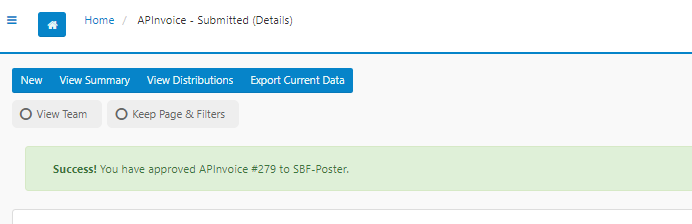 Home / APInvoice - Submitted (Details)
New View Summary View Distributions Export Current Data
View Team Keep Page & Filters
Success! You have approved APInvoice #279 to SBF-Poster.